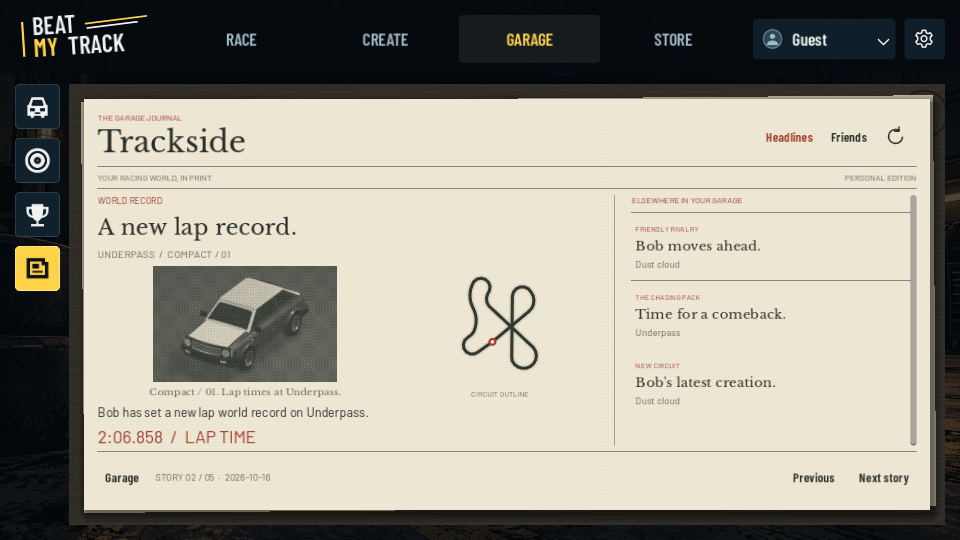 BEAT
MY TRACK
RACE
CREATE
GARAGE
STORE
Guest
THE GARAGE JOURNAL
Trackside
Headlines
Friends
YOUR RACING WORLD, IN PRINT
PERSONAL EDITION
WORLD RECORD
A new lap record.
UNDERPASS / COMPACT / 01
Compact / 01. Lap times at Underpass.
CIRCUIT OUTLINE
Bob has set a new lap world record on Underpass.
2:06.858 / LAP TIME
ELSEWHERE IN YOUR GARAGE
FRIENDLY RIVALRY
Bob moves ahead.
Dust cloud
THE CHASING PACK
Time for a comeback.
Underpass
NEW CIRCUIT
Bob's latest creation.
Dust cloud
Garage
STORY 02 / 05 · 2026-10-16
Previous
Next story